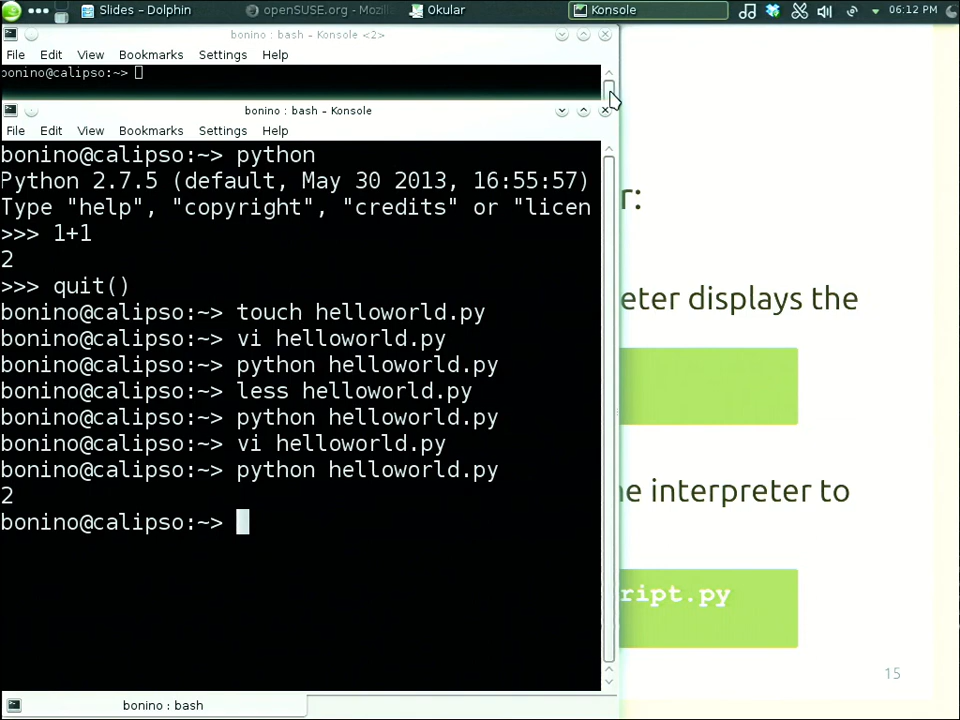 Slides – Dolphin
openSUSE.org - Mozil
Okular
Konsole
06:12 PM
bonino : bash – Konsole <2>
File Edit View Bookmarks Settings Help
bonino@calipso:~>
bonino : bash – Konsole
File Edit View Bookmarks Settings Help
bonino@calipso:~> python
Python 2.7.5 (default, May 30 2013, 16:55:57)
Type "help", "copyright", "credits" or "licen
>>> 1+1
2
>>> quit()
bonino@calipso:~> touch helloworld.py
bonino@calipso:~> vi helloworld.py
bonino@calipso:~> python helloworld.py
bonino@calipso:~> less helloworld.py
bonino@calipso:~> python helloworld.py
bonino@calipso:~> vi helloworld.py
bonino@calipso:~> python helloworld.py
2
bonino@calipso:~>
bonino : bash
r:
eter displays the
ne interpreter to
ript.py
15